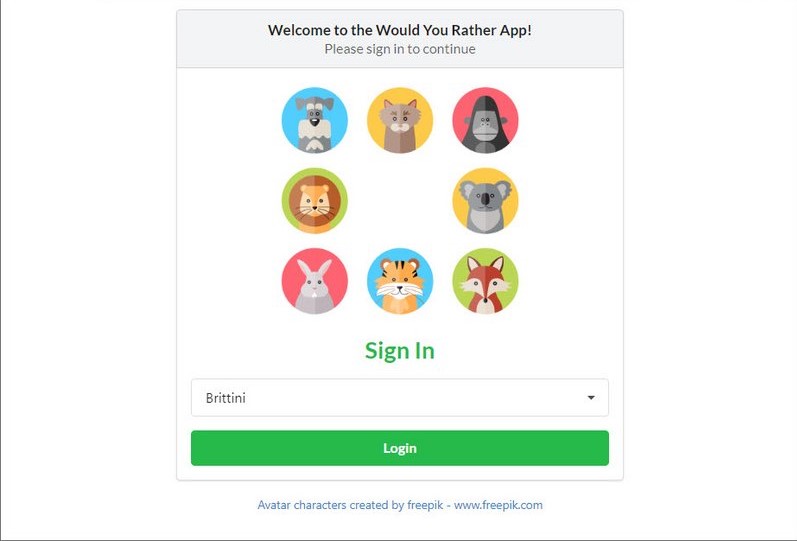 Welcome to the Would You Rather App!
Please sign in to continue
Sign In
Brittini
Login
Avatar characters created by freepik - www.freepik.com